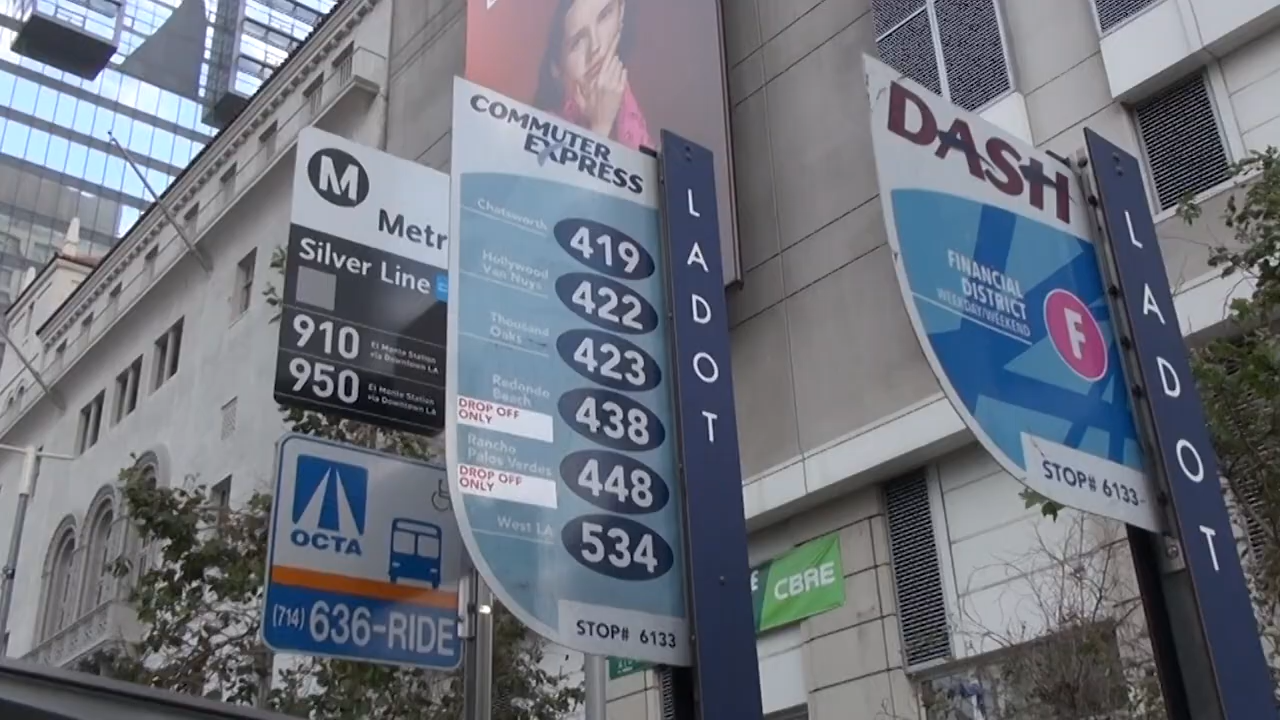 M
Metr
Silver Line
910 El Monte Station
via Downtown LA
950 El Monte Station
via Downtown LA
OCTA
(714) 636-RIDE
COMMUTER
EXPRESS
Chatsworth
419
Hollywood
Van Nuys
422
Thousand
Oaks
423
Redondo
Beach
438
DROP OFF
ONLY
Rancho
Palos Verdes
448
DROP OFF
ONLY
West LA
534
STOP# 6133
LADOT
E CBRE
DASH
FINANCIAL
DISTRICT
WEEKDAY/WEEKEND
F
STOP# 6133
LADOT